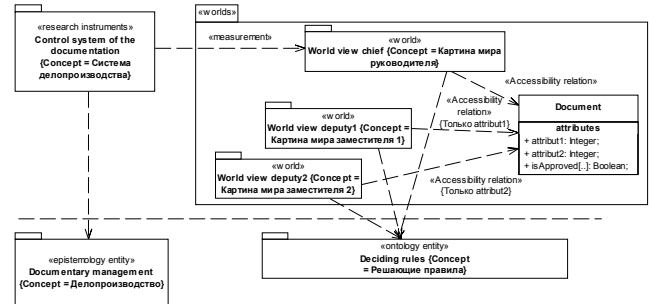 «research instruments»
Control system of the
documentation
{Concept = Система
делопроизводства}
«measurement»
«worlds»
«world»
World view chief {Concept = Картина мира
руководителя}
«Accessibility relation»
«Accessibility
relation»
{Только attribut1}
Document
attributes
+ attribut1: Integer;
+ attribut2: Integer;
+ isApproved[..]: Boolean;
«world»
World view deputy1 {Concept =
Картина мира заместителя 1}
«world»
World view deputy2 {Concept =
Картина мира заместителя 2}
«Accessibility relation»
{Только attribut2}
«epistemology entity»
Documentary management
{Concept = Делопроизводство}
«ontology entity»
Deciding rules {Concept
= Решающие правила}